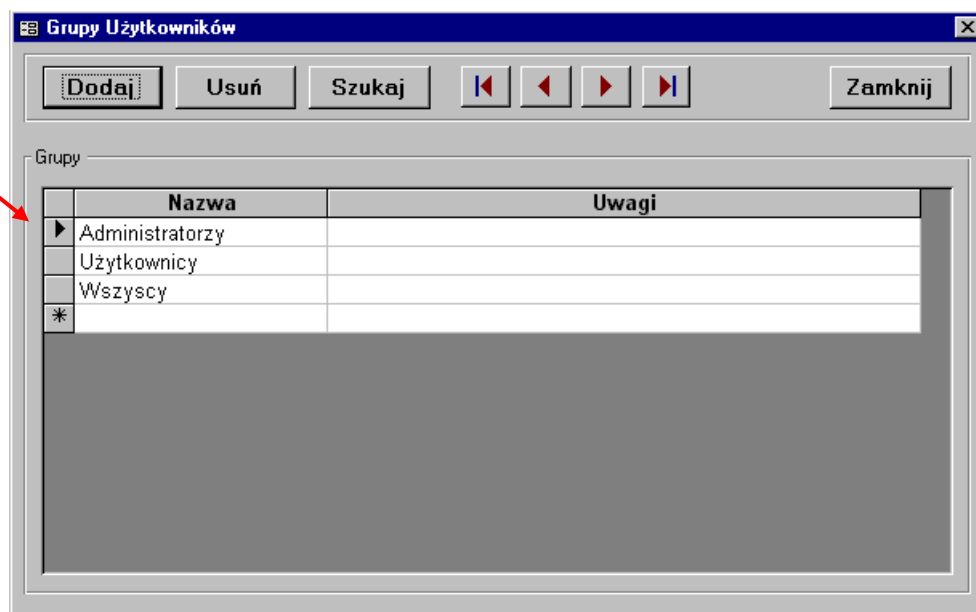 Grupy Użytkowników
Dodaj Usuń Szukaj Zamknij
Grupy
Nazwa Uwagi
Administratorzy
Użytkownicy
Wszyscy